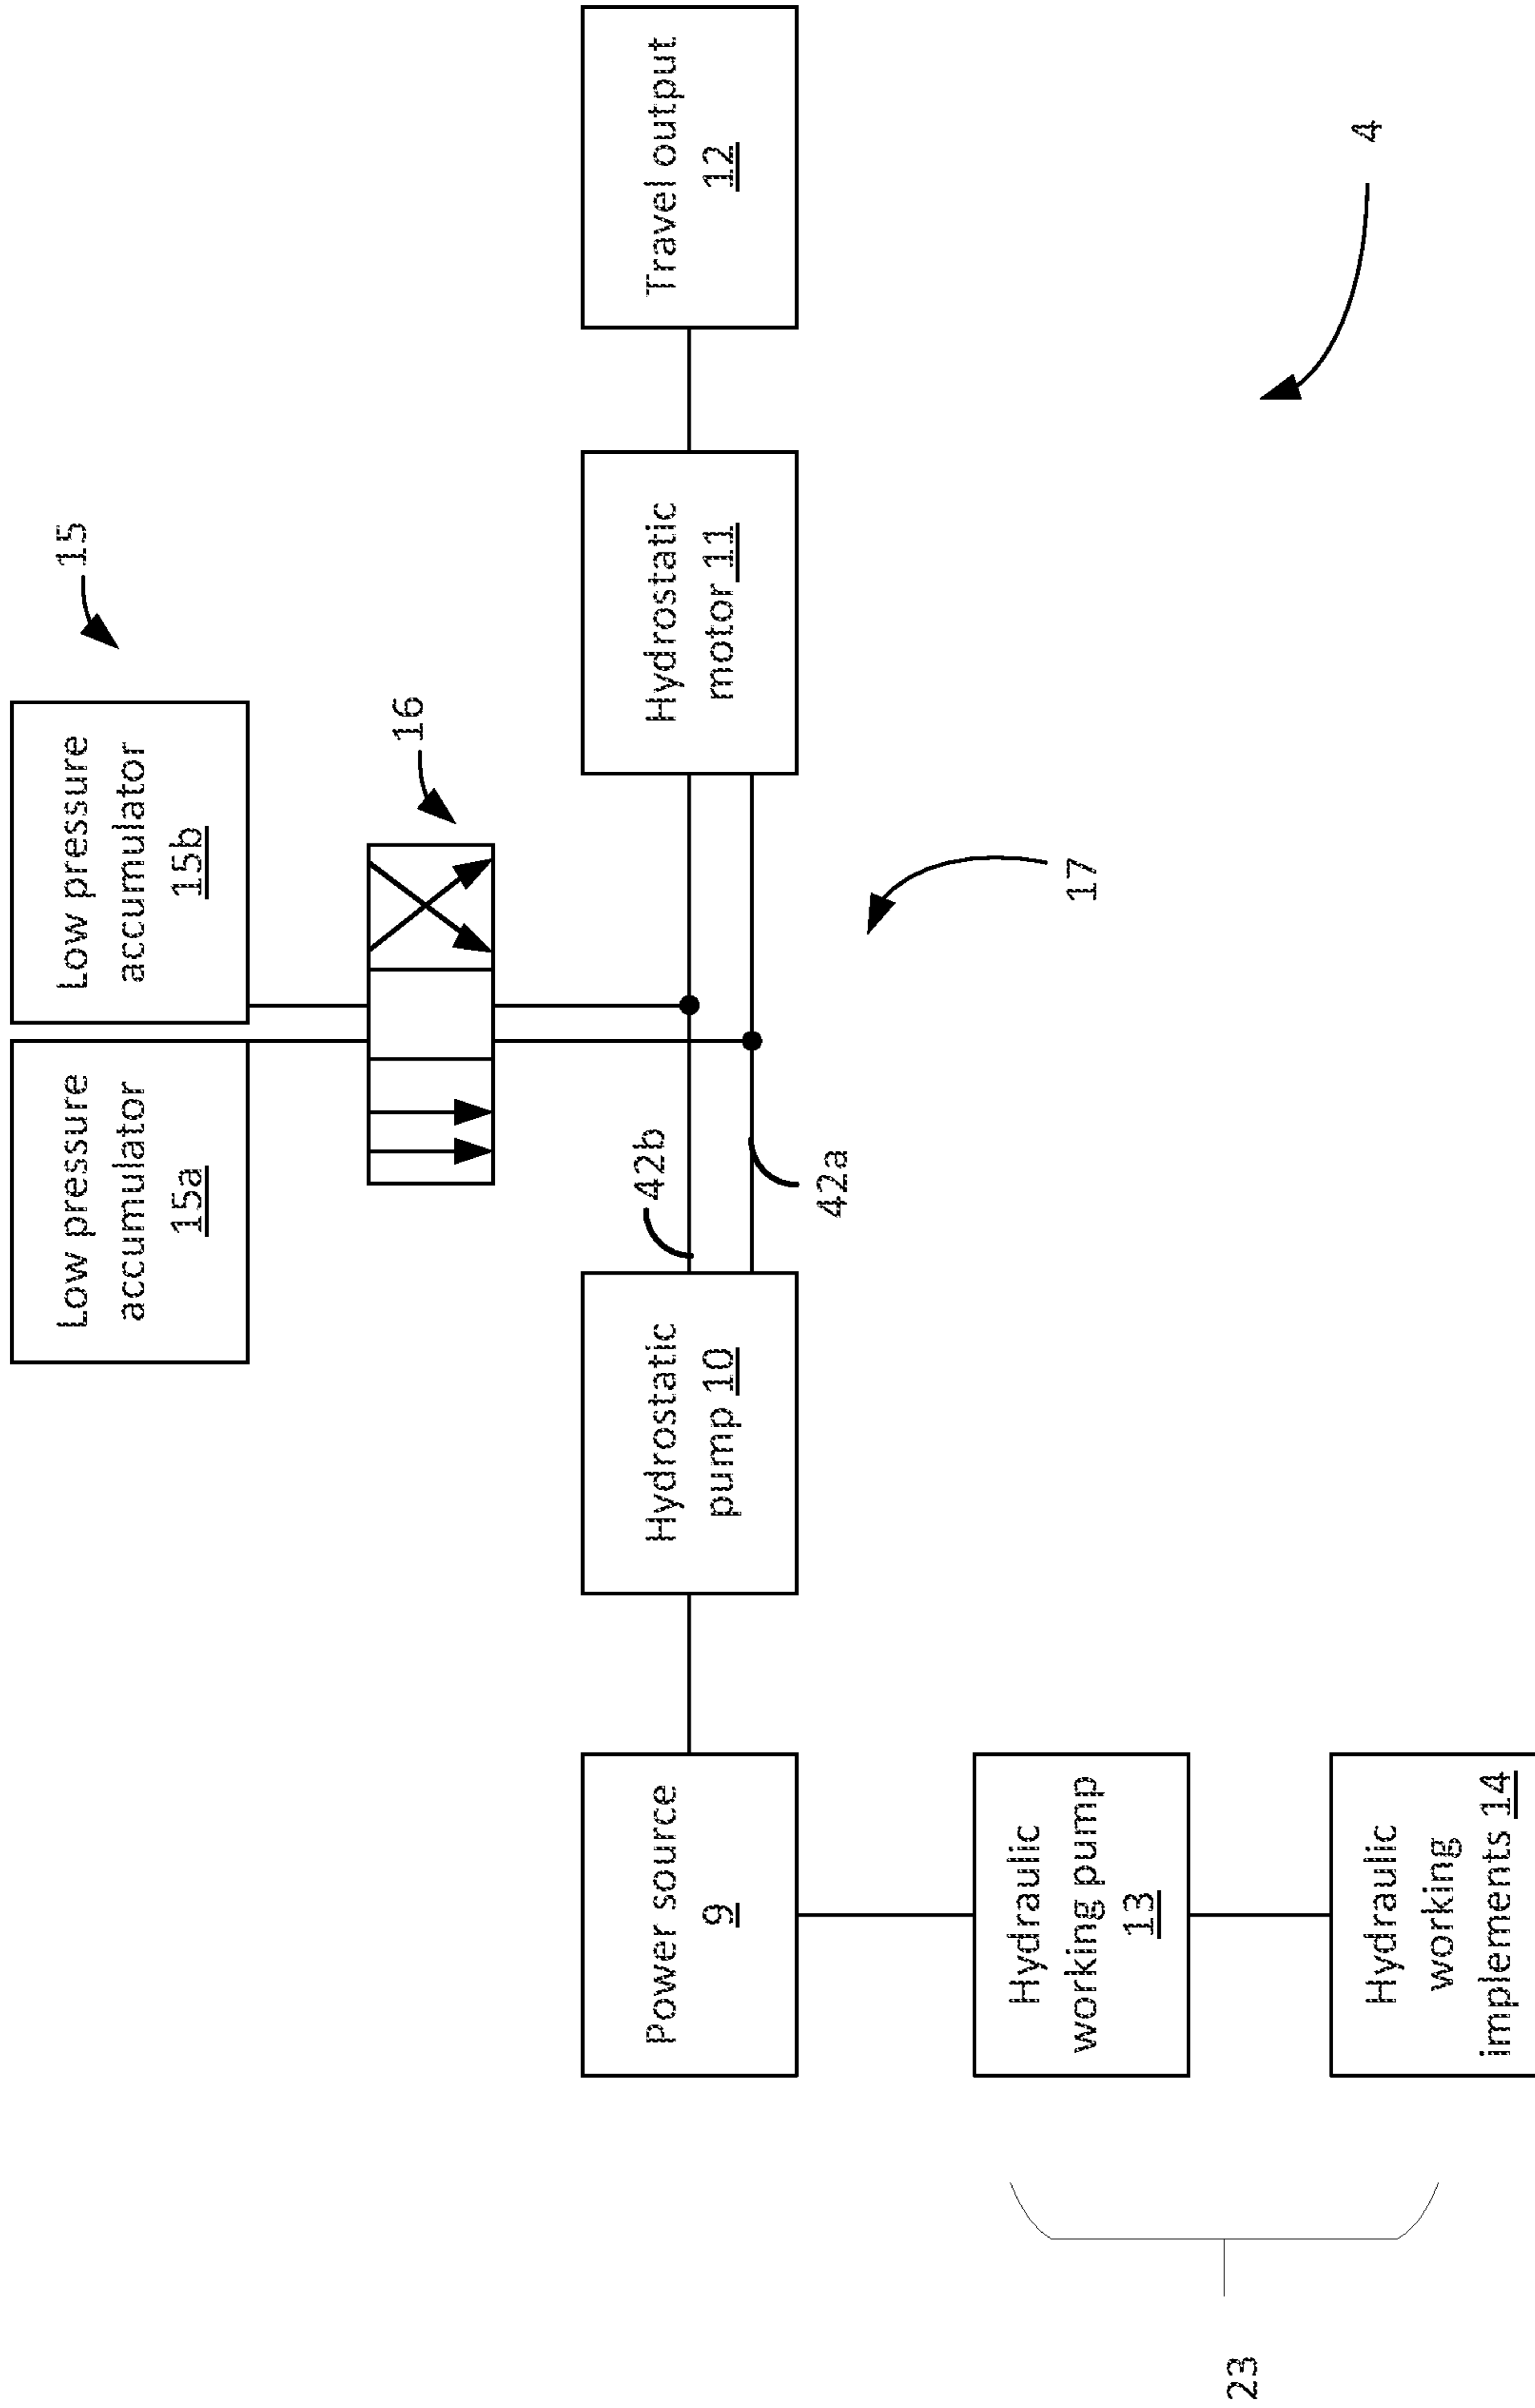 Low pressure
accumulator
15a
Low pressure
accumulator
15b
15
16
Power source
9
Hydrostatic
pump 10
42b
42a
Hydrostatic
motor 11
Travel output
12
17
4
Hydraulic
working pump
13
Hydraulic
working
implements 14
23